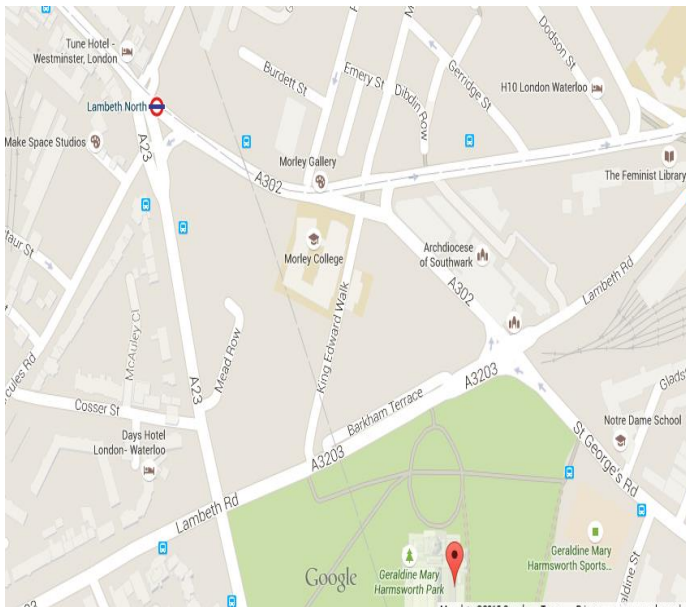 Tune Hotel -
Westminster, London
Lambeth North
Make Space Studios
A23
Burdett St
Emery St
Dibdin Row
Gerridge St
Dodson St
H10 London Waterloo
The Feminist Library
Morley Gallery
A302
Morley College
King Edward Walk
Archdiocese
of Southwark
A302
Lambeth Rd
Mead Row
McAuley Cl
A23
Cosser St
Days Hotel
London- Waterloo
Barkham Terrace
A3203
A3203
Lambeth Rd
St George's Rd
Notre Dame School
Geraldine Mary
Harmsworth Park
Geraldine Mary
Harmsworth Sports...
Google